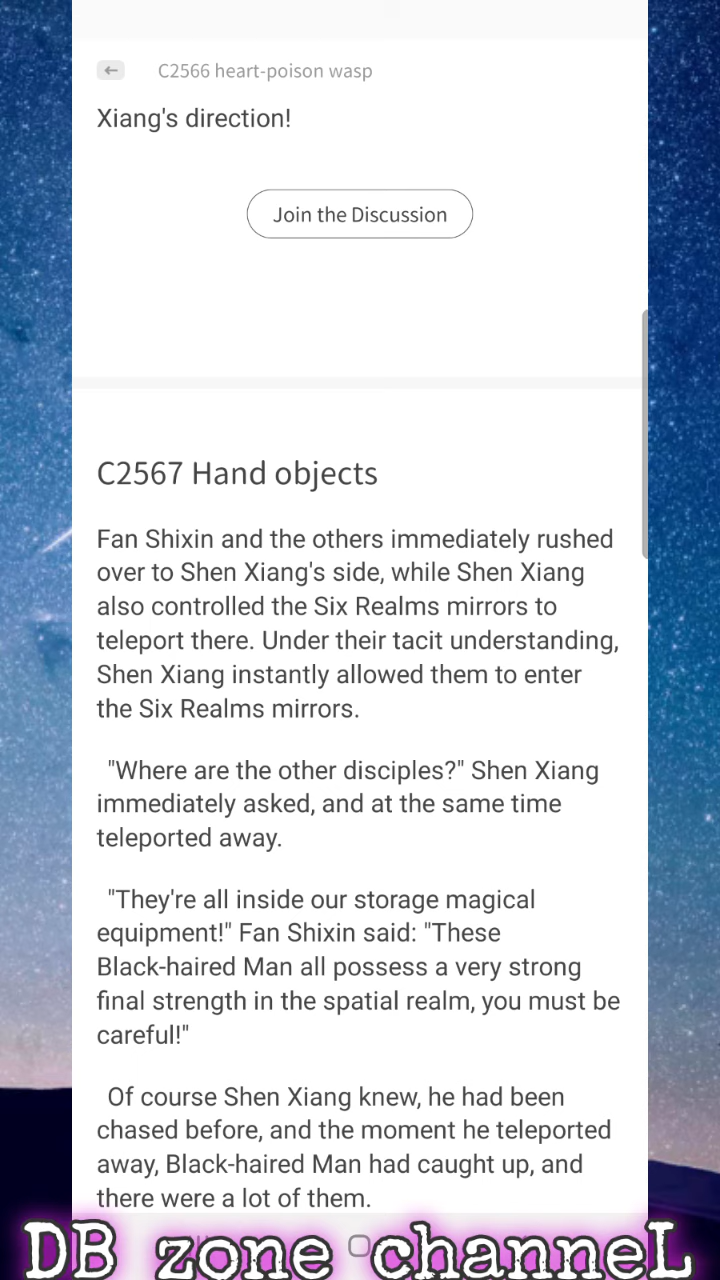 C2566 heart-poison wasp
Xiang's direction!
Join the Discussion
C2567 Hand objects
Fan Shixin and the others immediately rushed
over to Shen Xiang's side, while Shen Xiang
also controlled the Six Realms mirrors to
teleport there. Under their tacit understanding,
Shen Xiang instantly allowed them to enter
the Six Realms mirrors.
"Where are the other disciples?" Shen Xiang
immediately asked, and at the same time
teleported away.
"They're all inside our storage magical
equipment!" Fan Shixin said: "These
Black-haired Man all possess a very strong
final strength in the spatial realm, you must be
careful!"
Of course Shen Xiang knew, he had been
chased before, and the moment he teleported
away, Black-haired Man had caught up, and
there were a lot of them.
DB zone channeL